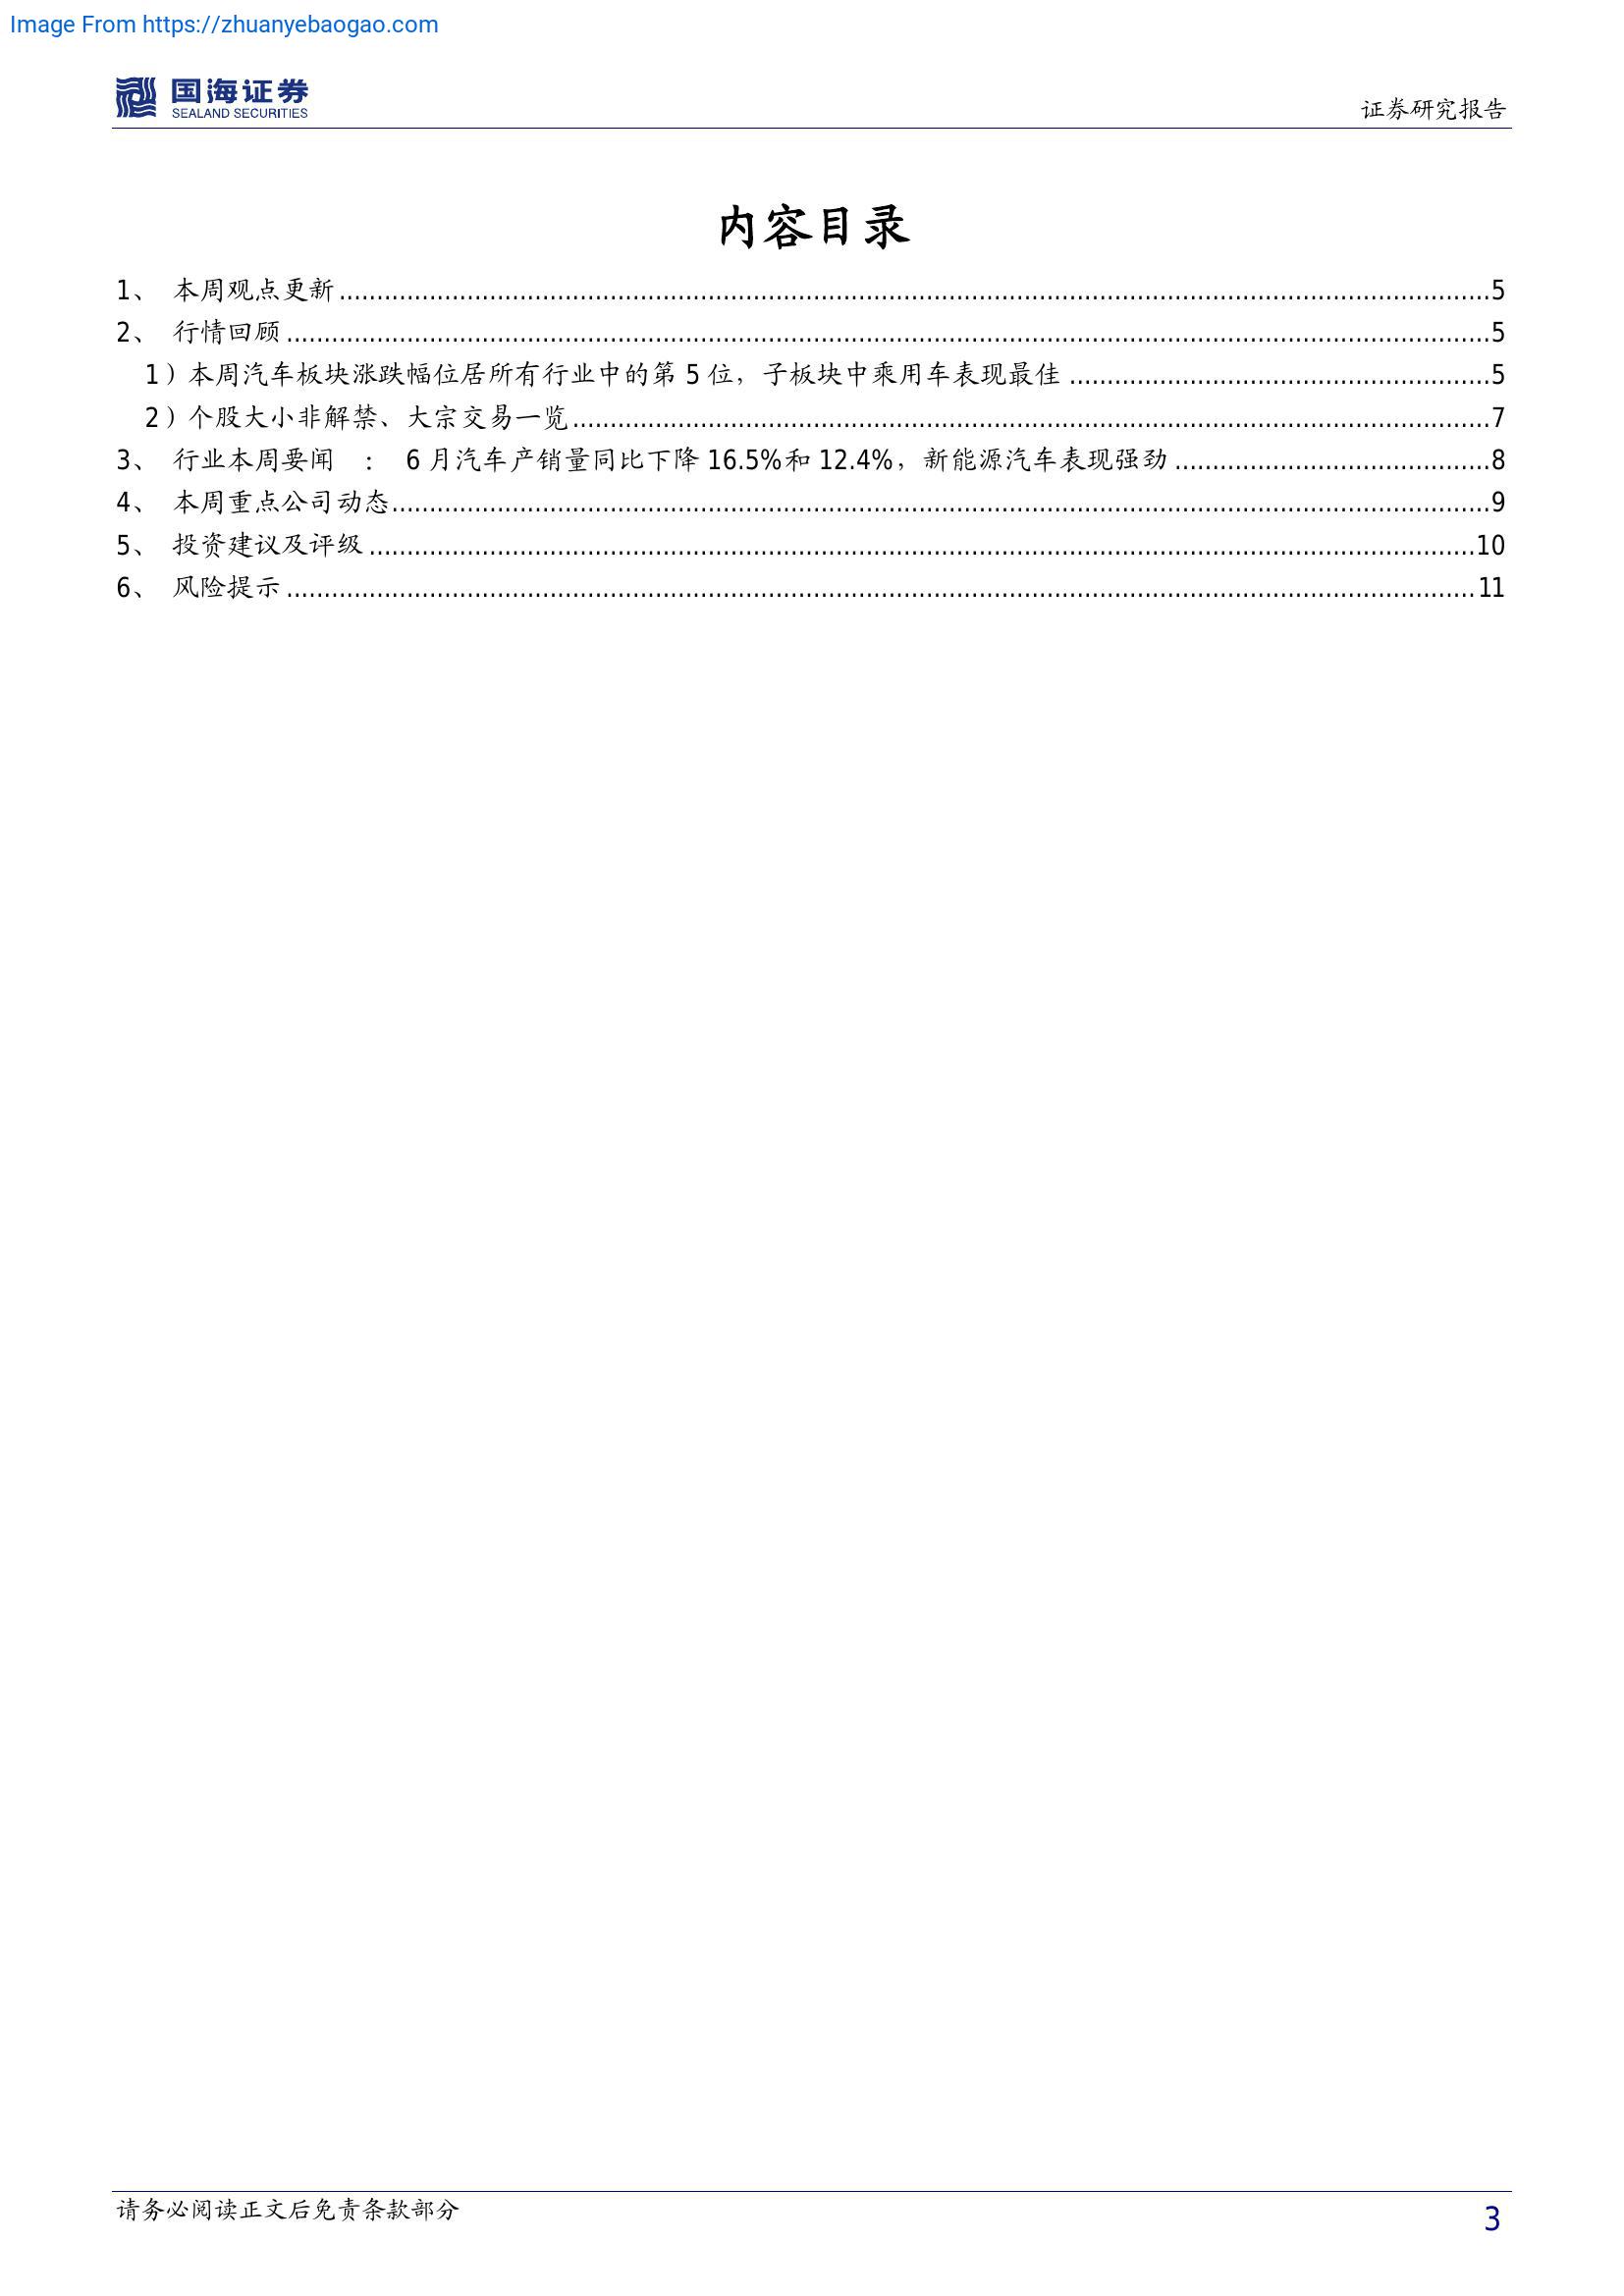 Image From https://zhuanyebaogao.com
国海证券
SEALAND SECURITIES
证券研究报告
内容目录
1、 本周观点更新 5
2、 行情回顾 5
1）本周汽车板块涨跌幅位居所有行业中的第 5 位，子板块中乘用车表现最佳 5
2）个股大小非解禁、大宗交易一览 7
3、 行业本周要闻 ： 6 月汽车产销量同比下降 16.5%和 12.4%，新能源汽车表现强劲 8
4、 本周重点公司动态 9
5、 投资建议及评级 10
6、 风险提示 11
请务必阅读正文后免责条款部分
3